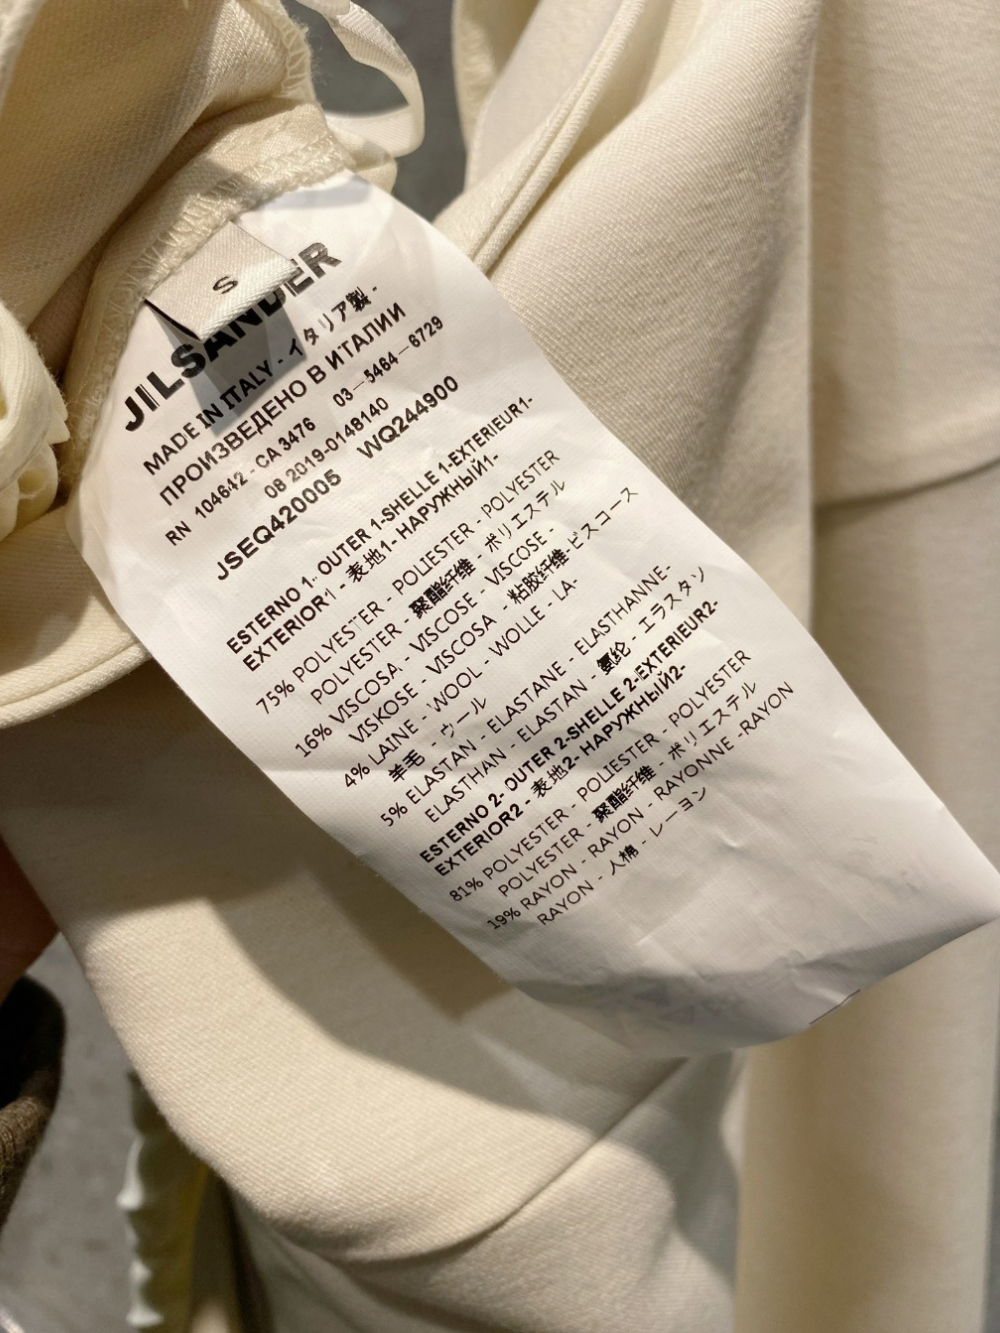 S
JILSANDER
MADE IN ITALY - イタリア製 -
ПРОИЗВЕДЕНО В ИТАЛИИ
RN 104642 - CA 3476 03-5464-6729
08 2019-0148140
JSEQ420005 WQ244900
ESTERNO 1- OUTER 1-SHELLE 1-EXTERIEUR1-
EXTERIOR1 - 表地1- НАРУЖНЫЙ1-
75% POLYESTER - POLIESTER - POLYESTER
POLYESTER - 聚酯纤维 - ポリエステル
16% VISCOSA - VISCOSE - VISCOSE -
VISKOSE - VISCOSA - 粘胶纤维-ビスコース
4% LAINE - WOOL - WOLLE - LA-
羊毛 - ウール
5% ELASTAN - ELASTANE - ELASTHANNE-
ELASTHAN - ELASTAN - 氨纶 - エラスタン
ESTERNO 2- OUTER 2-SHELLE 2-EXTERIEUR2-
EXTERIOR2 - 表地2- НАРУЖНЫЙ2-
81% POLYESTER - POLIESTER - POLYESTER
POLYESTER - 聚酯纤维 - ポリエステル
19% RAYON - RAYON - RAYONNE -RAYON
RAYON - 人棉 - レーヨン